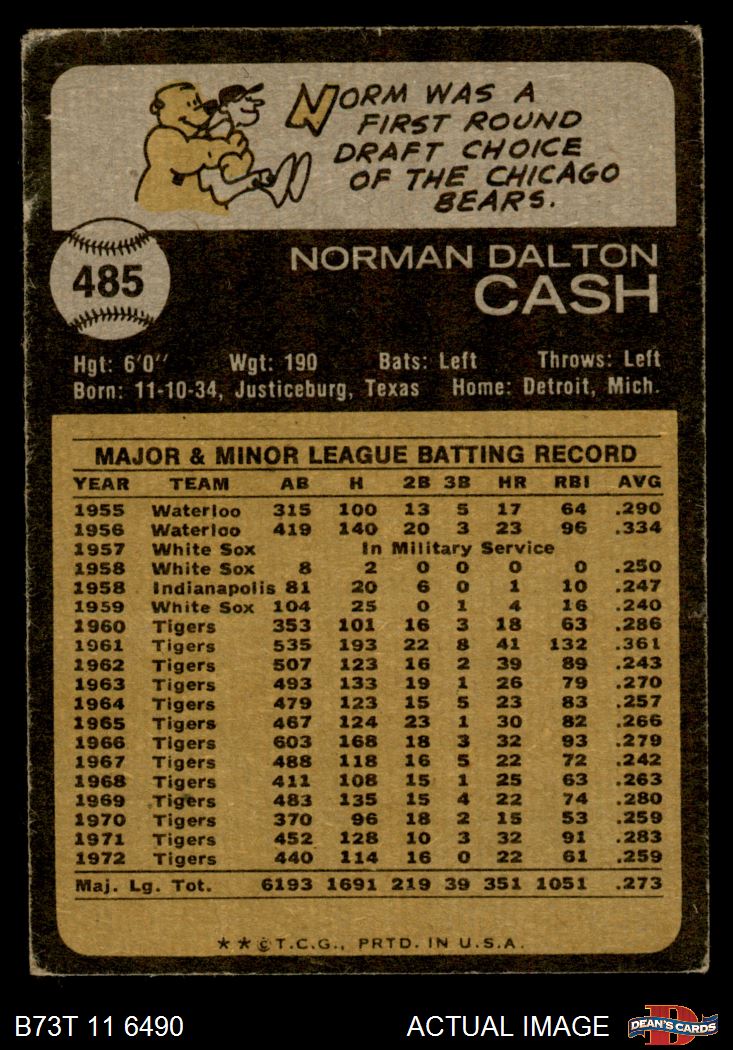 NORM WAS A
FIRST ROUND
DRAFT CHOICE
OF THE CHICAGO
BEARS.
485
NORMAN DALTON
CASH
Hgt: 6'0" Wgt: 190 Bats: Left Throws: Left
Born: 11-10-34, Justiceburg, Texas Home: Detroit, Mich.
MAJOR & MINOR LEAGUE BATTING RECORD
YEAR TEAM AB H 2B 3B HR RBI AVG
1955 Waterloo 315 100 13 5 17 64 .290
1956 Waterloo 419 140 20 3 23 96 .334
1957 White Sox In Military Service
1958 White Sox 8 2 0 0 0 0 .250
1958 Indianapolis 81 20 6 0 1 10 .247
1959 White Sox 104 25 0 1 4 16 .240
1960 Tigers 353 101 16 3 18 63 .286
1961 Tigers 535 193 22 8 41 132 .361
1962 Tigers 507 123 16 2 39 89 .243
1963 Tigers 493 133 19 1 26 79 .270
1964 Tigers 479 123 15 5 23 83 .257
1965 Tigers 467 124 23 1 30 82 .266
1966 Tigers 603 168 18 3 32 93 .279
1967 Tigers 488 118 16 5 22 72 .242
1968 Tigers 411 108 15 1 25 63 .263
1969 Tigers 483 135 15 4 22 74 .280
1970 Tigers 370 96 18 2 15 53 .259
1971 Tigers 452 128 10 3 32 91 .283
1972 Tigers 440 114 16 0 22 61 .259
Maj. Lg. Tot. 6193 1691 219 39 351 1051 .273
★★©T.C.G., PRTD. IN U.S.A.
B73T 11 6490 ACTUAL IMAGE D DEAN'S CARDS